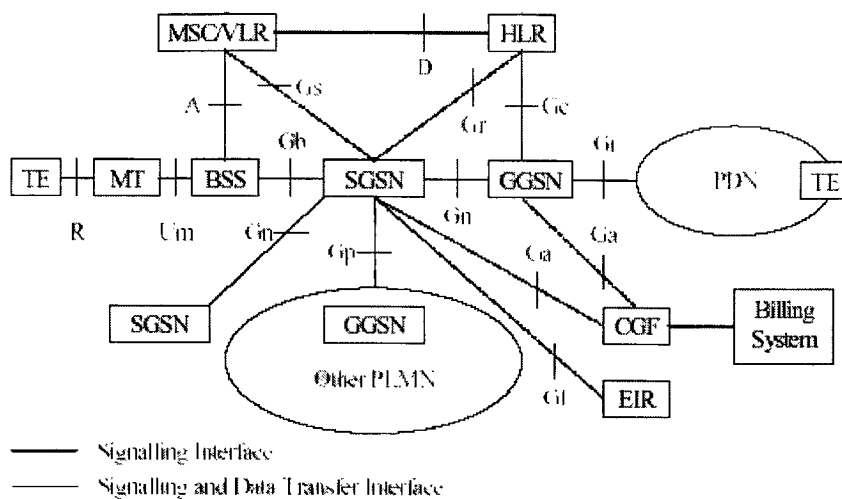 MSC/VLR
HLR
D
Gs
A
Gr
Gc
Gb
Gi
TE
MT
BSS
SGSN
GGSN
PDN
TE
R
Um
Gn
Gn
Gp
Ga
Ga
SGSN
GGSN
CGF
Billing
System
Other PLMN
Gf
EIR
Signalling Interface
Signalling and Data Transfer Interface